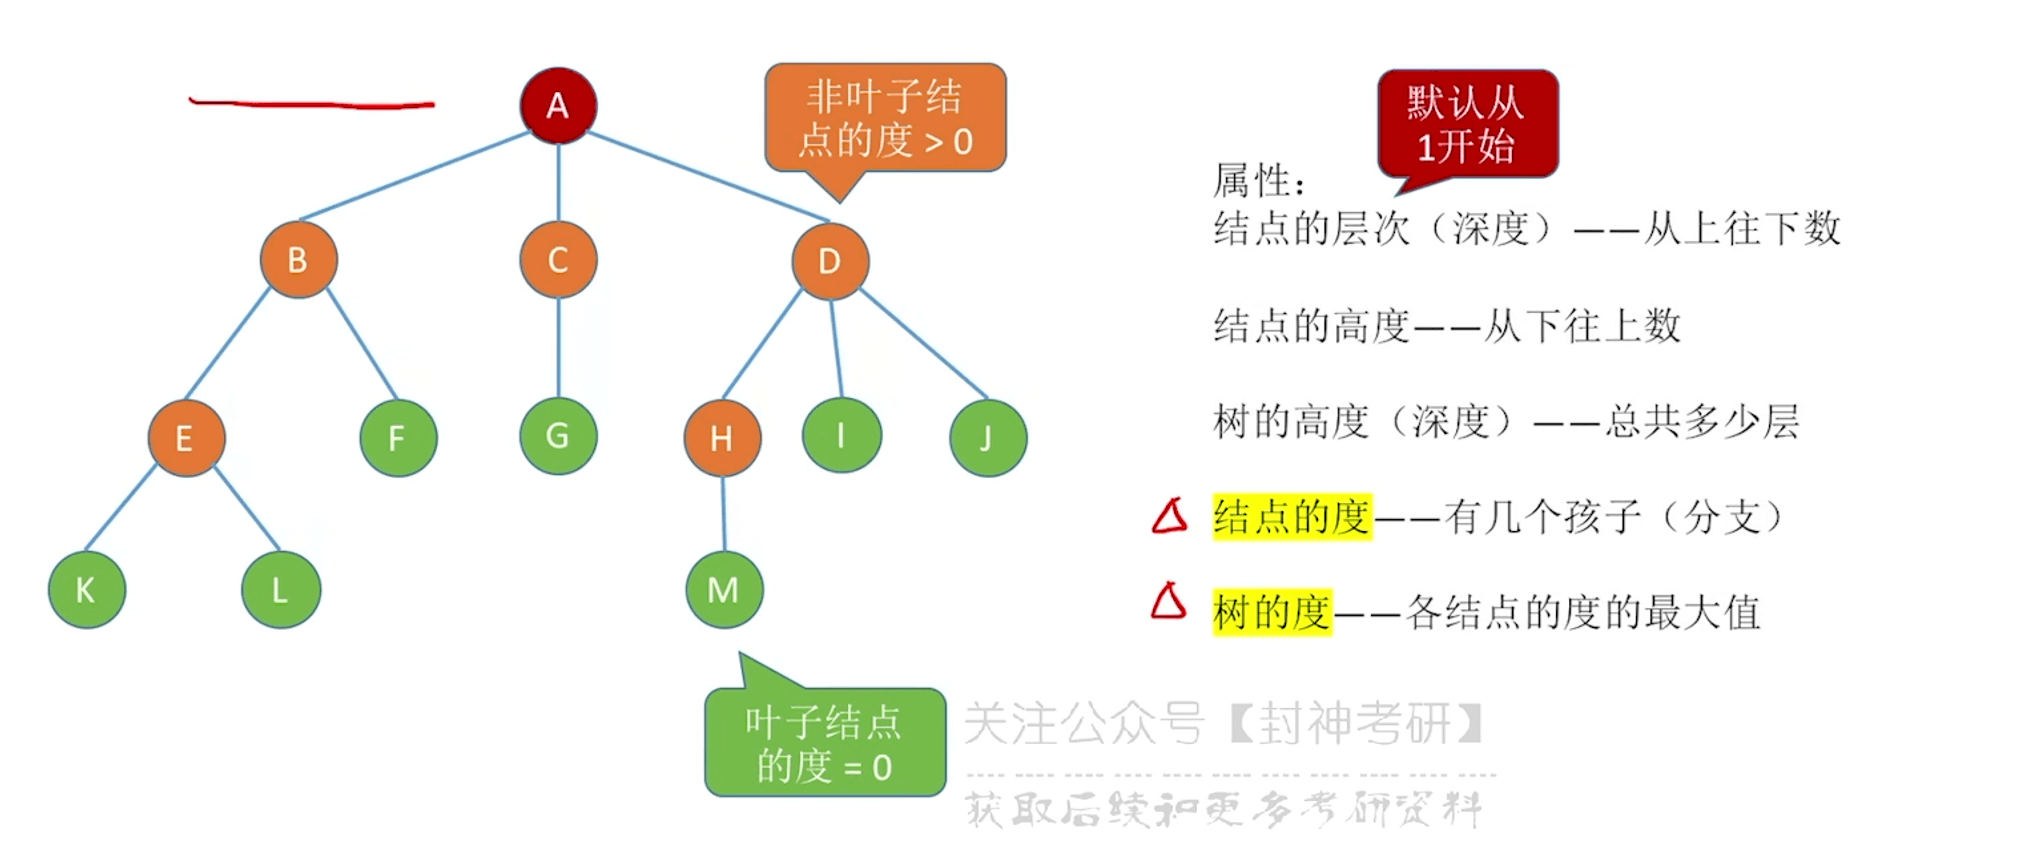 A
非叶子结
点的度 > 0
默认从
1开始
属性：
结点的层次（深度）——从上往下数
B
C
D
结点的高度——从下往上数
树的高度（深度）——总共多少层
E
F
G
H
I
J
结点的度——有几个孩子（分支）
K
L
M
树的度——各结点的度的最大值
叶子结点
的度 = 0
关注公众号【封神考研】
获取后续和更多考研资料